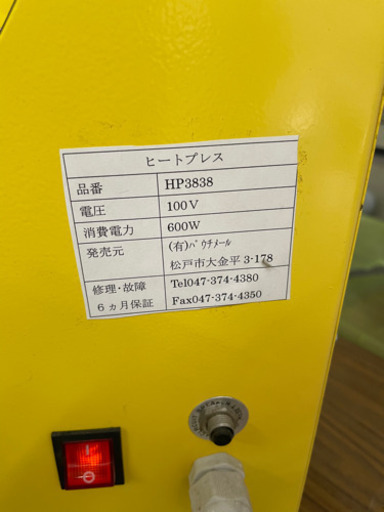 ヒートプレス
品番 HP3838
電圧 100V
消費電力 600W
発売元 (有)パウチメール
松戸市大金平 3-178
修理・故障 Tel047-374-4380
6ヵ月保証 Fax047-374-4350